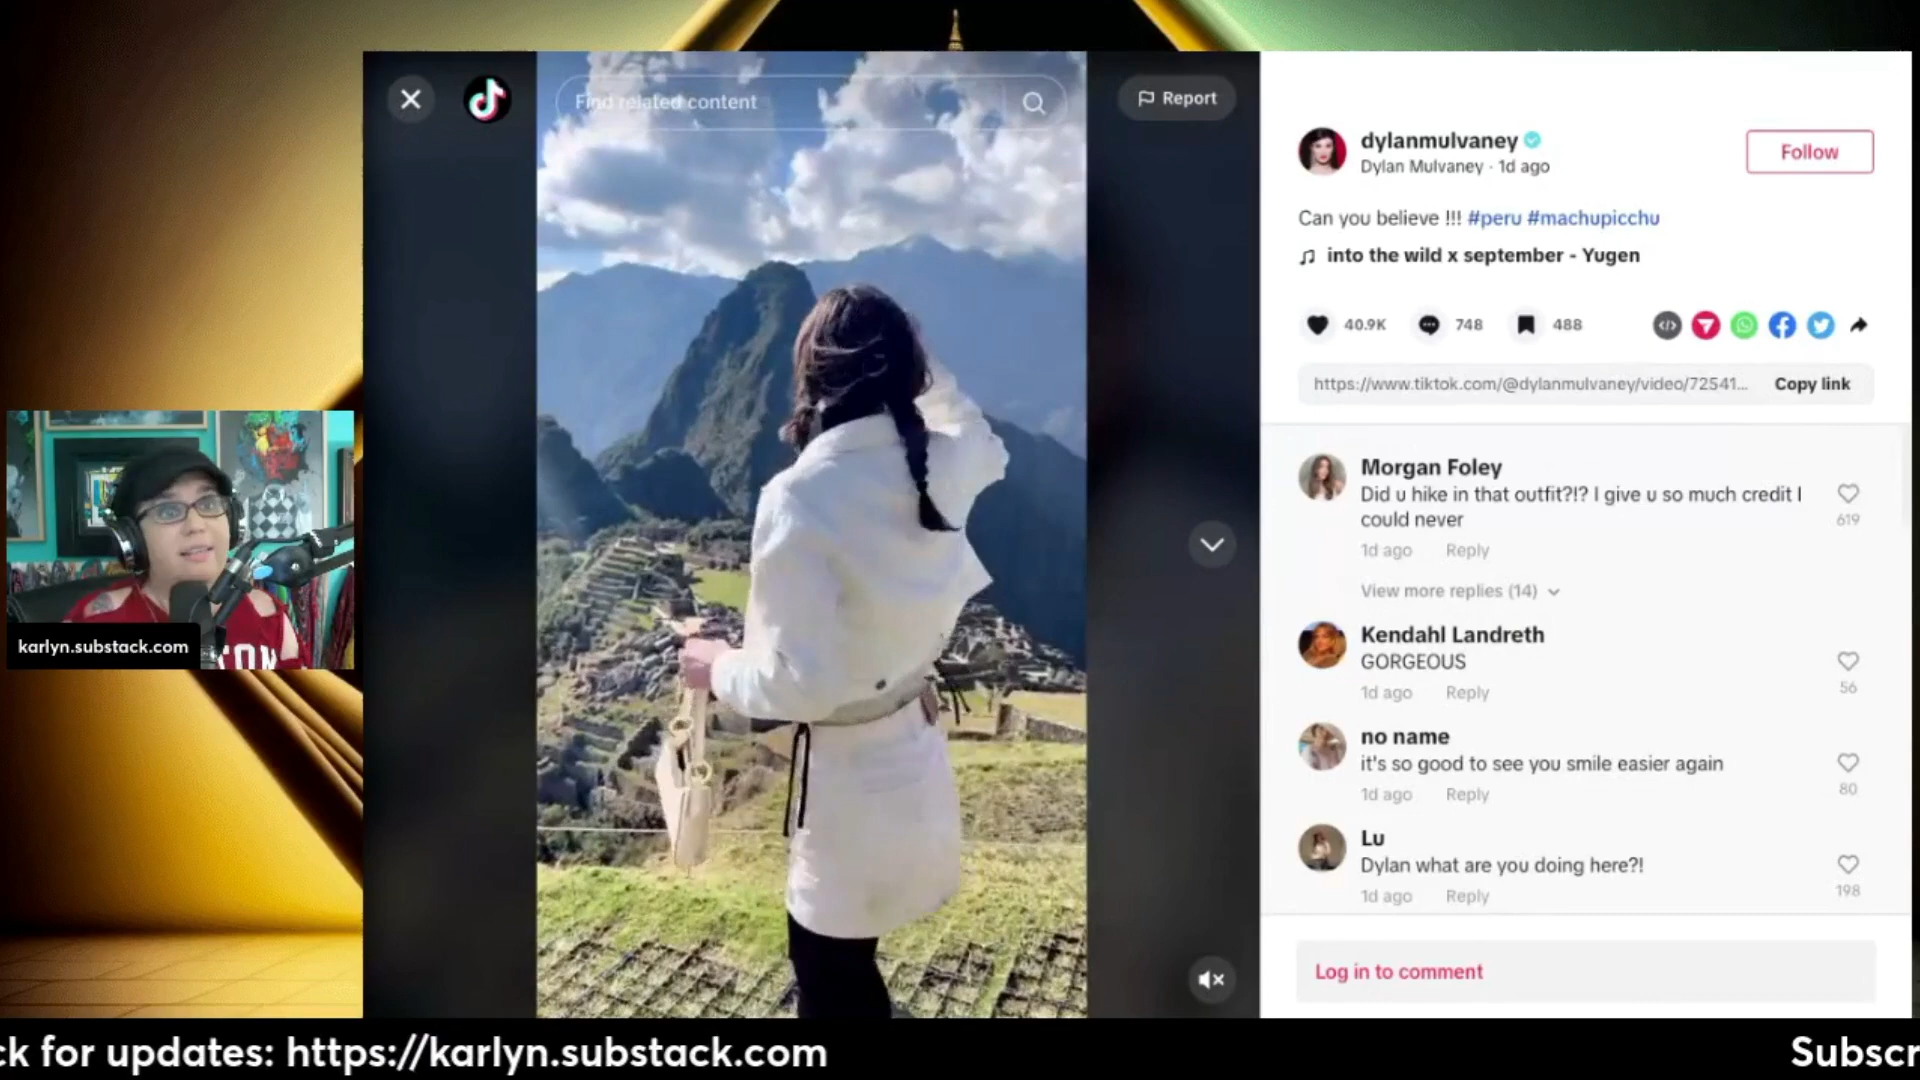 Find related content
Report
dylanmulvaney
Dylan Mulvaney · 1d ago
Follow
Can you believe !!! #peru #machupicchu
into the wild x september - Yugen
40.9K
748
488
https://www.tiktok.com/@dylanmulvaney/video/72541...
Copy link
Morgan Foley
Did u hike in that outfit?!? I give u so much credit I
could never
619
1d ago Reply
View more replies (14)
Kendahl Landreth
GORGEOUS
56
1d ago Reply
no name
it's so good to see you smile easier again
80
1d ago Reply
Lu
Dylan what are you doing here?!
198
1d ago Reply
Log in to comment
karlyn.substack.com
TON
ck for updates: https://karlyn.substack.com
Subscr